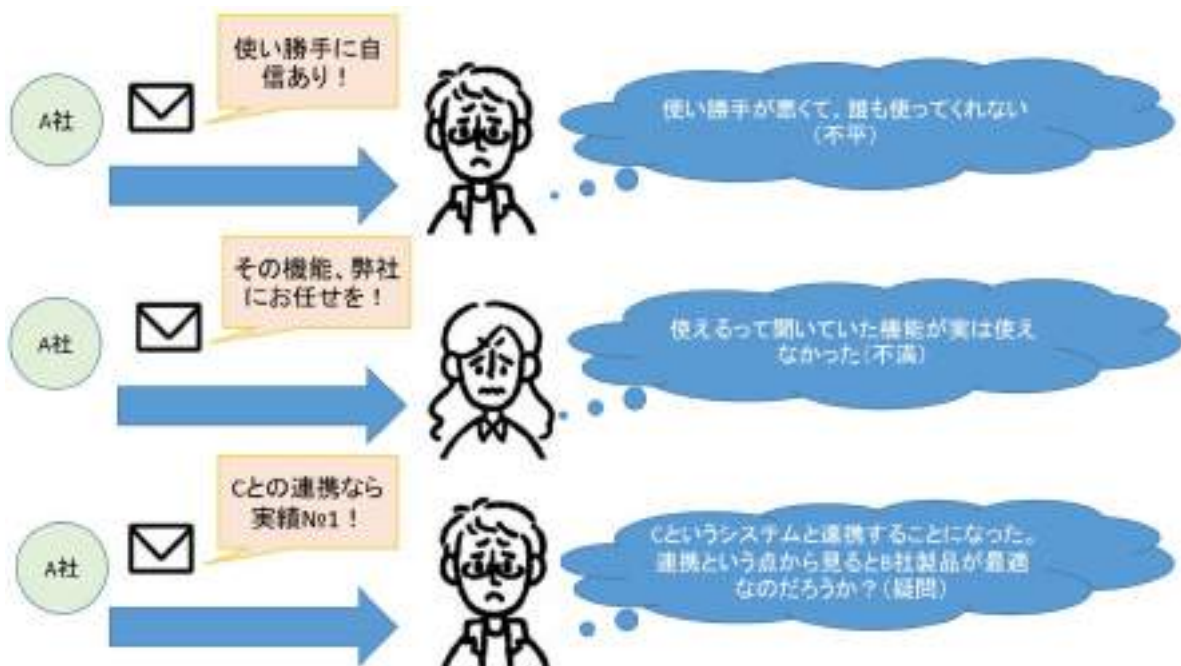 A社
使い勝手に自
信あり！
使い勝手が悪くて、誰も使ってくれない
（不平）
A社
その機能、弊社
にお任せを！
使えるって聞いていた機能が実は使え
なかった（不満）
A社
Cとの連携なら
実績№1！
Cというシステムと連携することになった。
連携という点から見るとB社製品が最適
なのだろうか？（疑問）